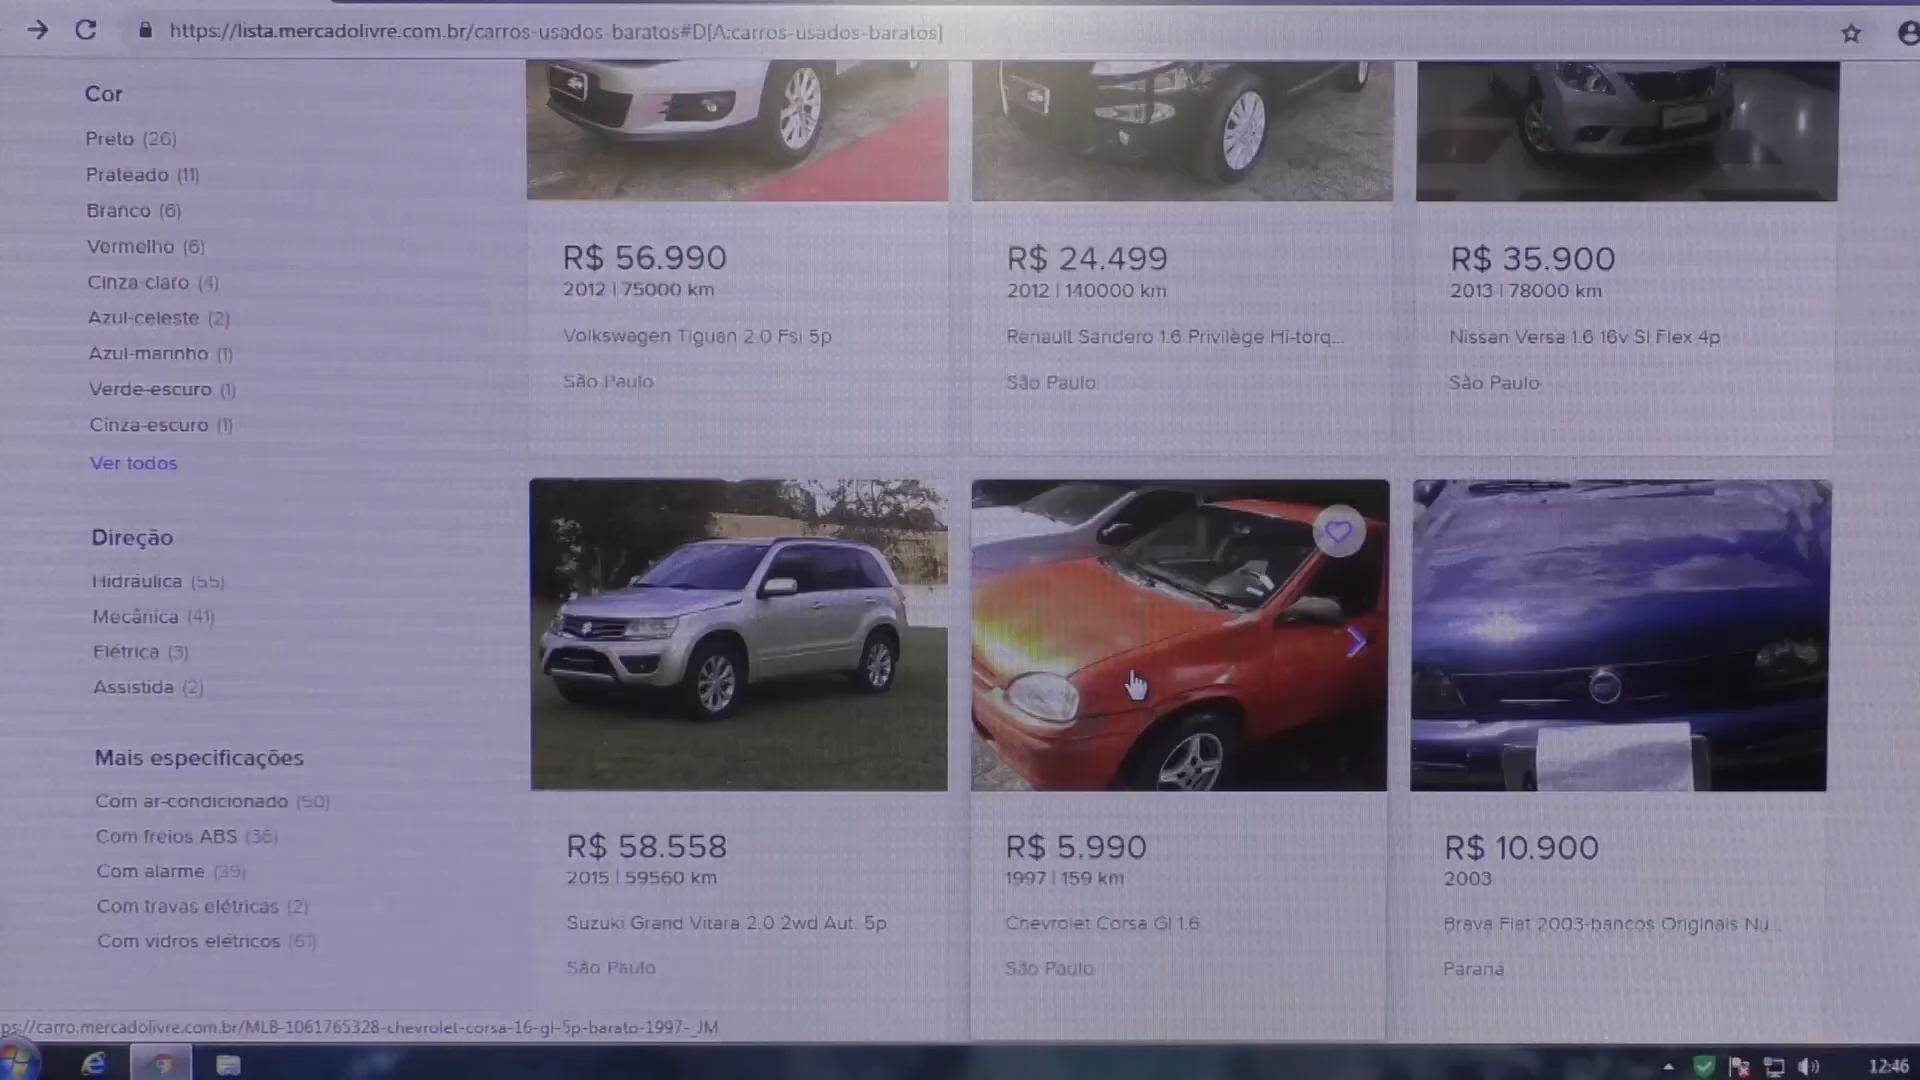 https://lista.mercadolivre.com.br/carros-usados-baratos#D[A:carros-usados-baratos]
Cor
Preto (26)
Prateado (11)
Branco (6)
Vermelho (6)
Cinza claro (4)
Azul-celeste (2)
Azul-marinho (1)
Verde-escuro (1)
Cinza-escuro (1)
Ver todos
Direção
Hidráulica (55)
Mecânica (41)
Elétrica (3)
Assistida (2)
Mais especificações
Com ar-condicionado (50)
Com freios ABS (36)
Com alarme (35)
Com travas elétricas (2)
Com vidros elétricos (61)
R$ 56.990
2012 | 75000 km
Volkswagen Tiguan 2.0 Fsi 5p
São Paulo
R$ 24.499
2012 | 140000 km
Renault Sandero 1.6 Privilège Hi-torq...
São Paulo
R$ 35.900
2013 | 78000 km
Nissan Versa 1.6 16v Sl Flex 4p
São Paulo
R$ 58.558
2015 | 59560 km
Suzuki Grand Vitara 2.0 2wd Aut. 5p
São Paulo
R$ 5.990
1997 | 159 km
Chevrolet Corsa Gl 1.6
São Paulo
R$ 10.900
2003
Brava Fiat 2003-bancos Originais Nu...
Paraná
ps://carro.mercadolivre.com.br/MLB-1061765328-chevrolet-corsa-16-gl-5p-barato-1997-_JM
12:46